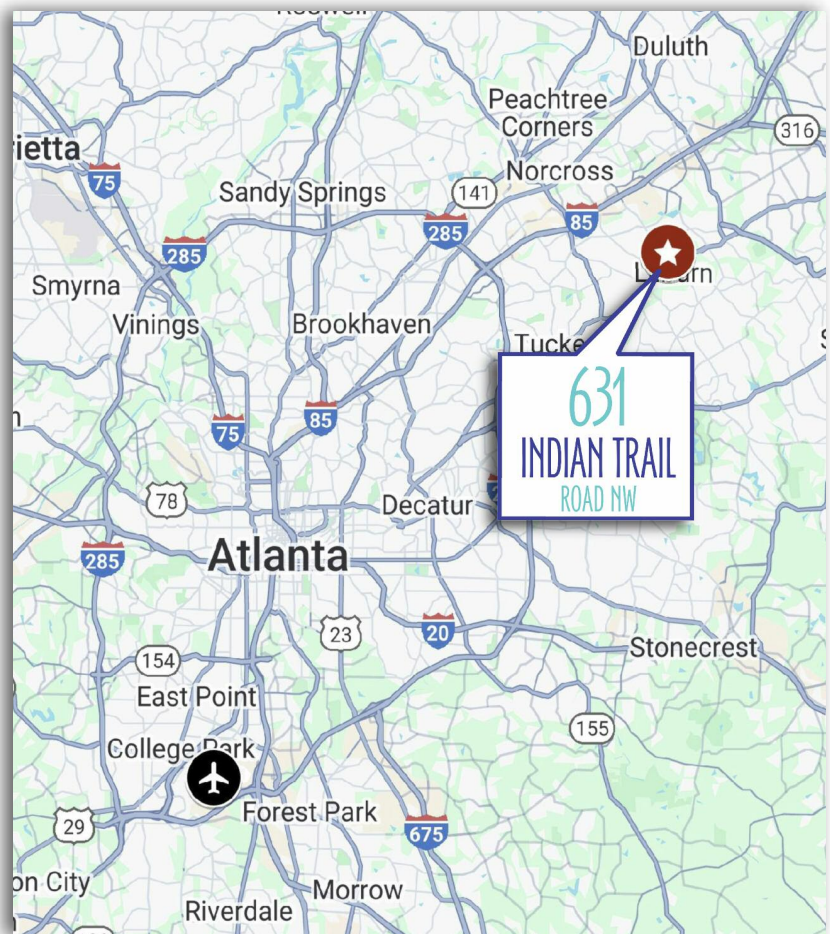 Duluth
Peachtree
Corners
316
rietta
75
Norcross
Sandy Springs
141
285
85
285
Smyrna
Vinings
Brookhaven
631
INDIAN TRAIL
ROAD NW
75
85
78
Decatur
Atlanta
285
23
20
154
Stonecrest
East Point
155
College Park
Forest Park
29
675
on City
Morrow
Riverdale